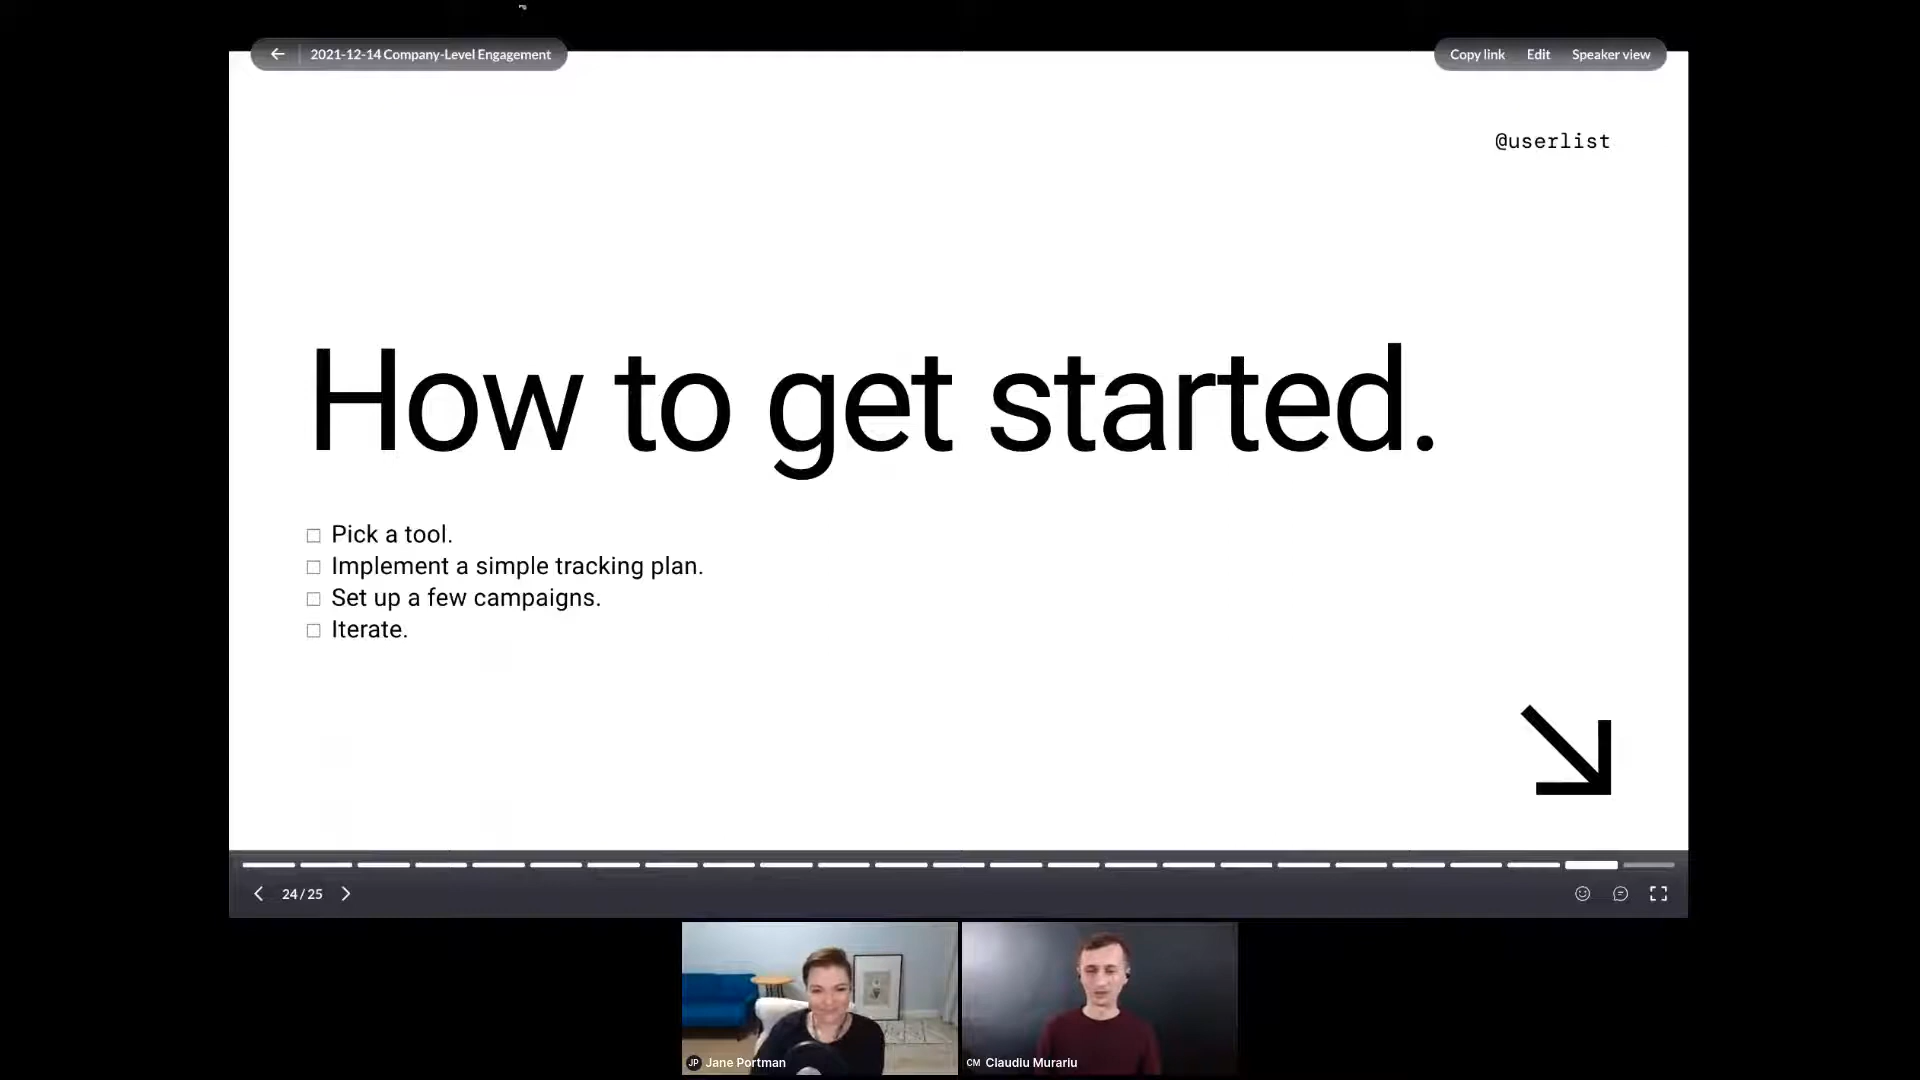 2021-12-14 Company-Level Engagement
Copy link Edit Speaker view
@userlist
How to get started.
Pick a tool.
Implement a simple tracking plan.
Set up a few campaigns.
Iterate.
24 / 25
JP Jane Portman
CM Claudiu Murariu